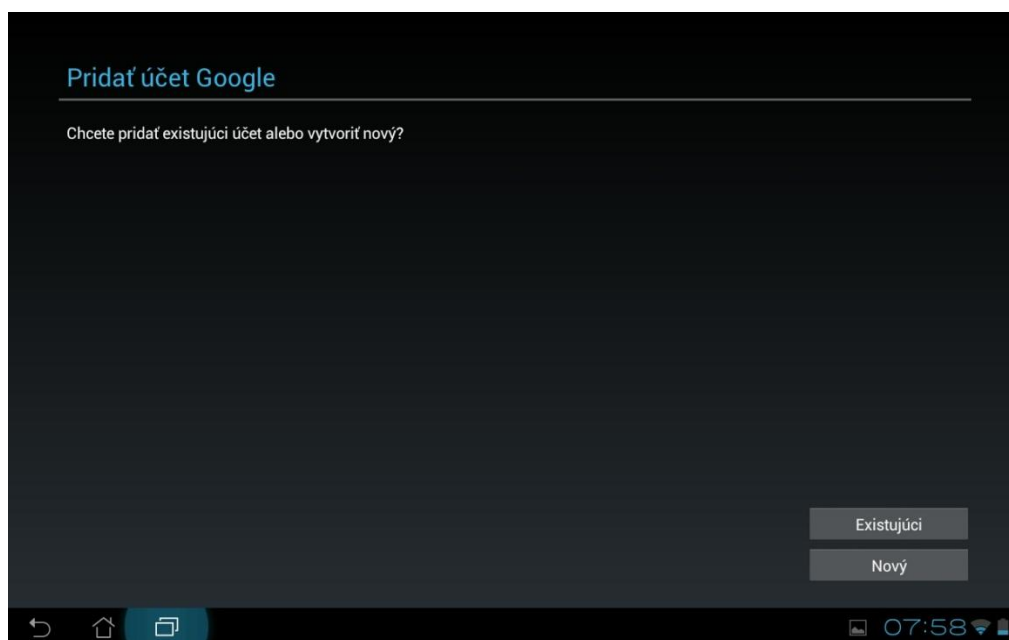 Pridať účet Google
Chcete pridať existujúci účet alebo vytvoriť nový?
Existujúci
Nový
07:58